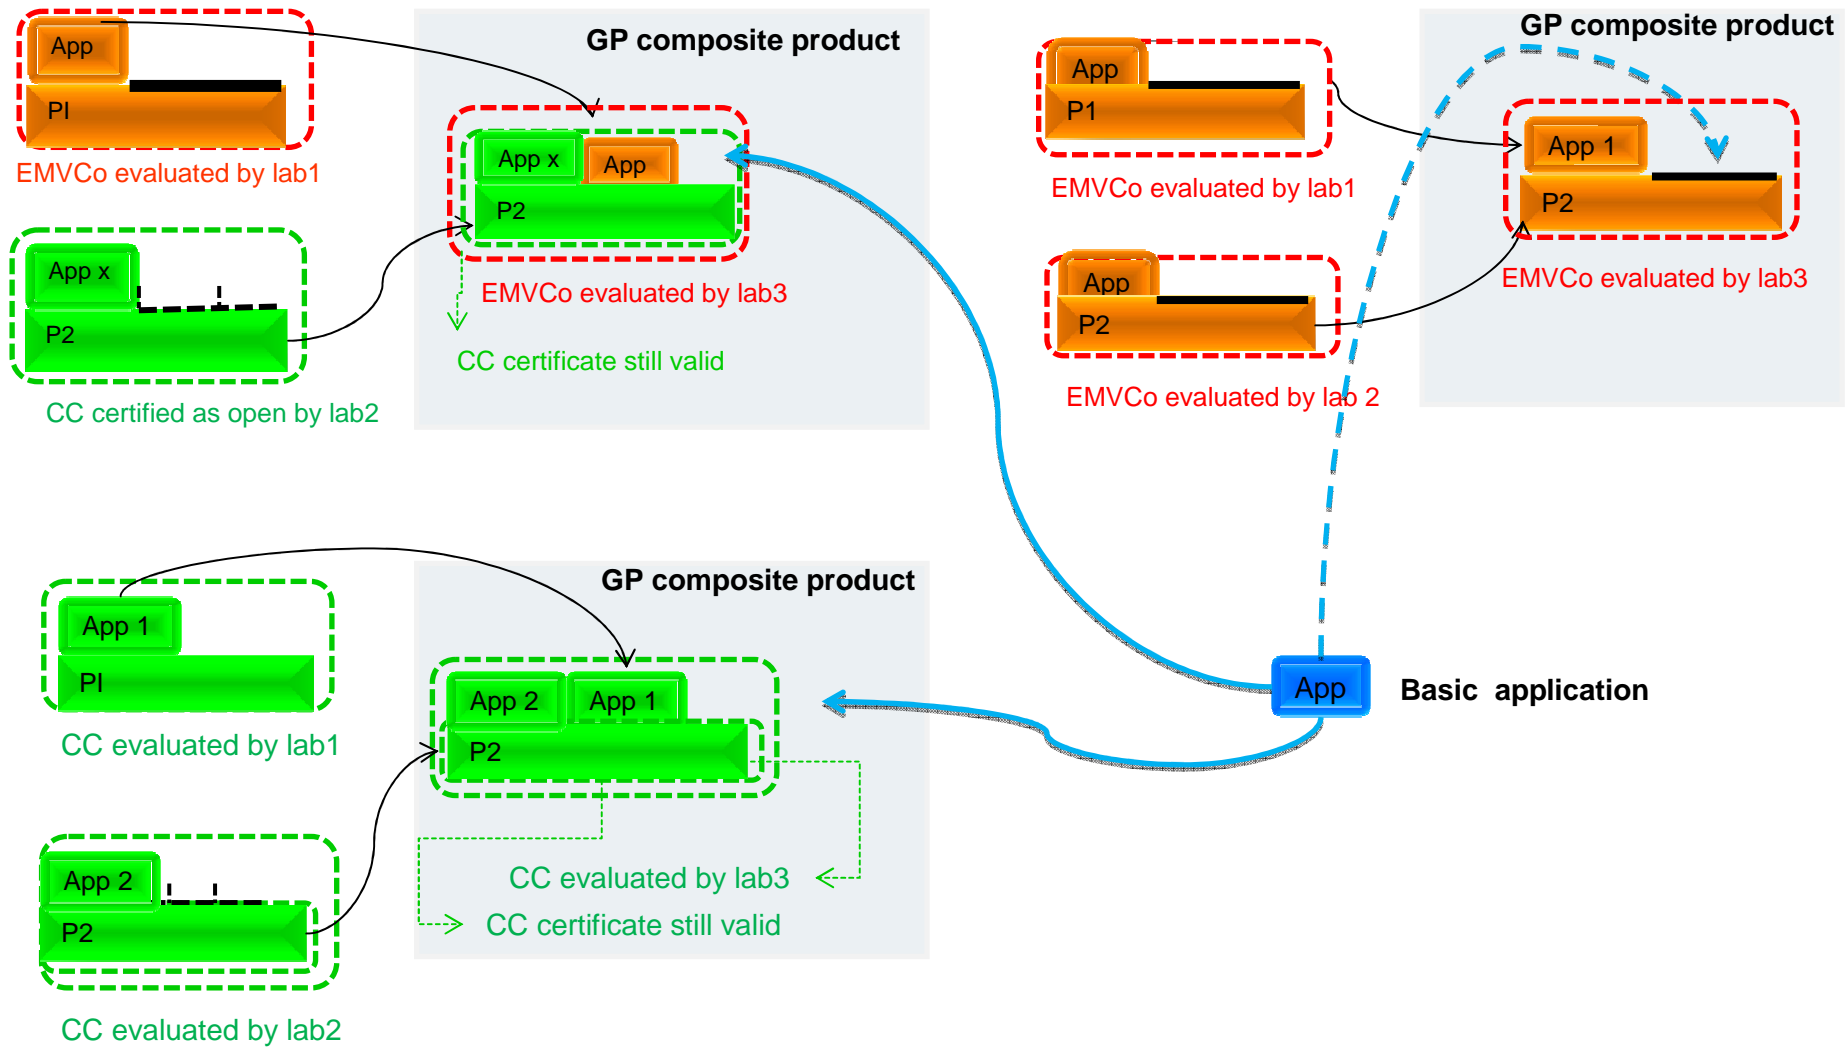 App
PI
EMVCo evaluated by lab1
App x
P2
CC certified as open by lab2
GP composite product
App x
App
P2
EMVCo evaluated by lab3
CC certificate still valid
App
P1
EMVCo evaluated by lab1
App
P2
EMVCo evaluated by lab 2
GP composite product
App 1
P2
EMVCo evaluated by lab3
App 1
PI
CC evaluated by lab1
App 2
P2
CC evaluated by lab2
GP composite product
App 2
App 1
P2
CC evaluated by lab3
CC certificate still valid
App
Basic application